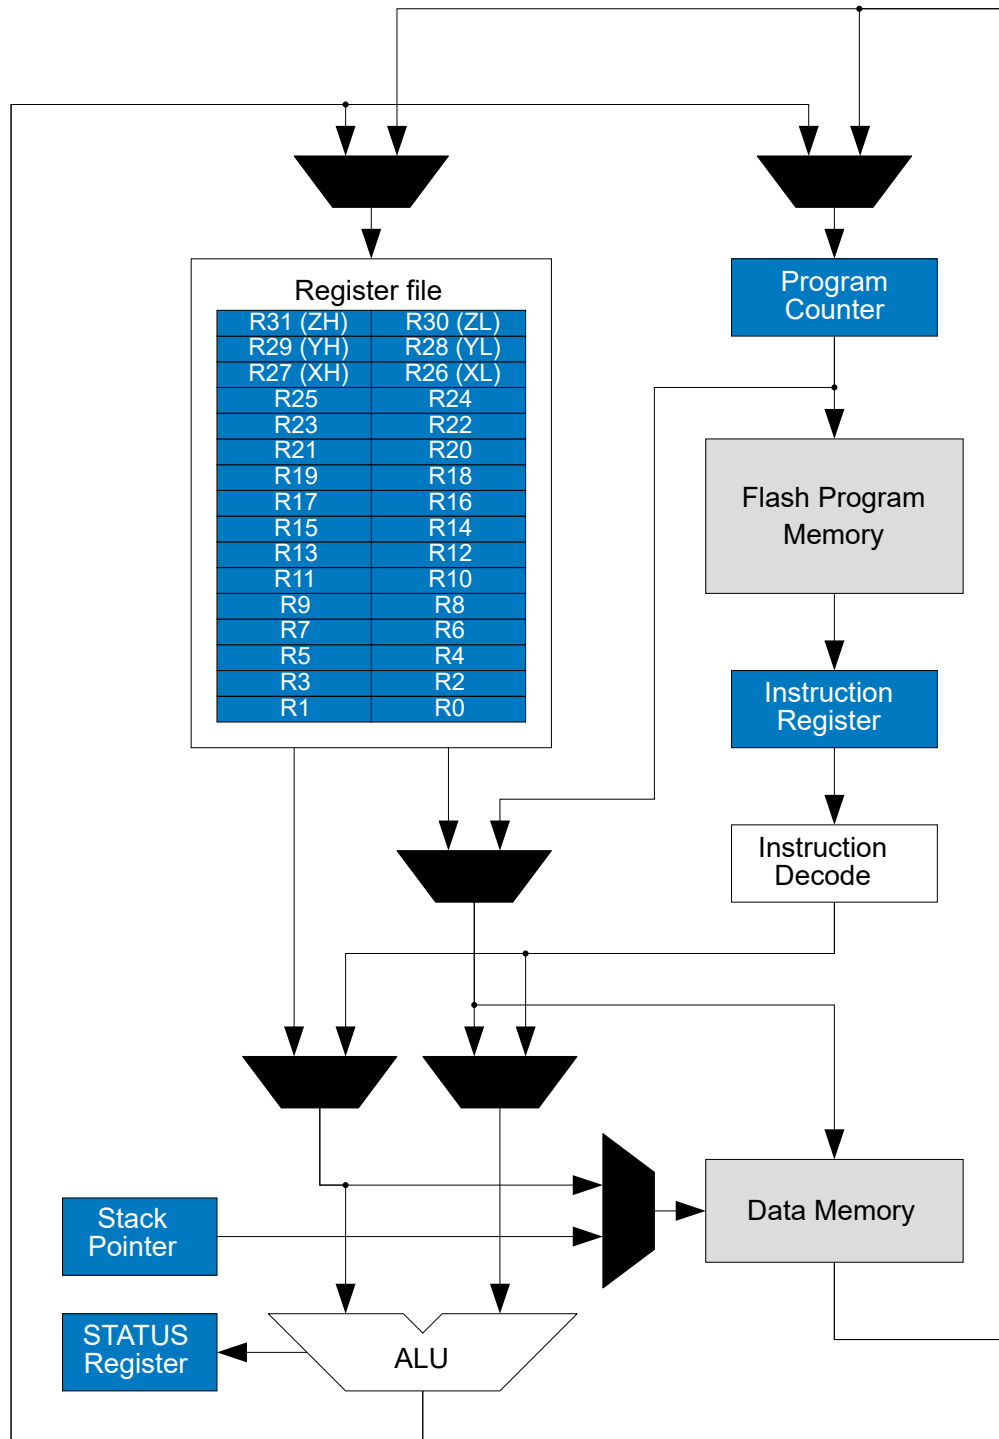 Register file
R31 (ZH) R30 (ZL)
R29 (YH) R28 (YL)
R27 (XH) R26 (XL)
R25 R24
R23 R22
R21 R20
R19 R18
R17 R16
R15 R14
R13 R12
R11 R10
R9 R8
R7 R6
R5 R4
R3 R2
R1 R0
Program
Counter
Flash Program
Memory
Instruction
Register
Instruction
Decode
Stack
Pointer
Data Memory
STATUS
Register
ALU